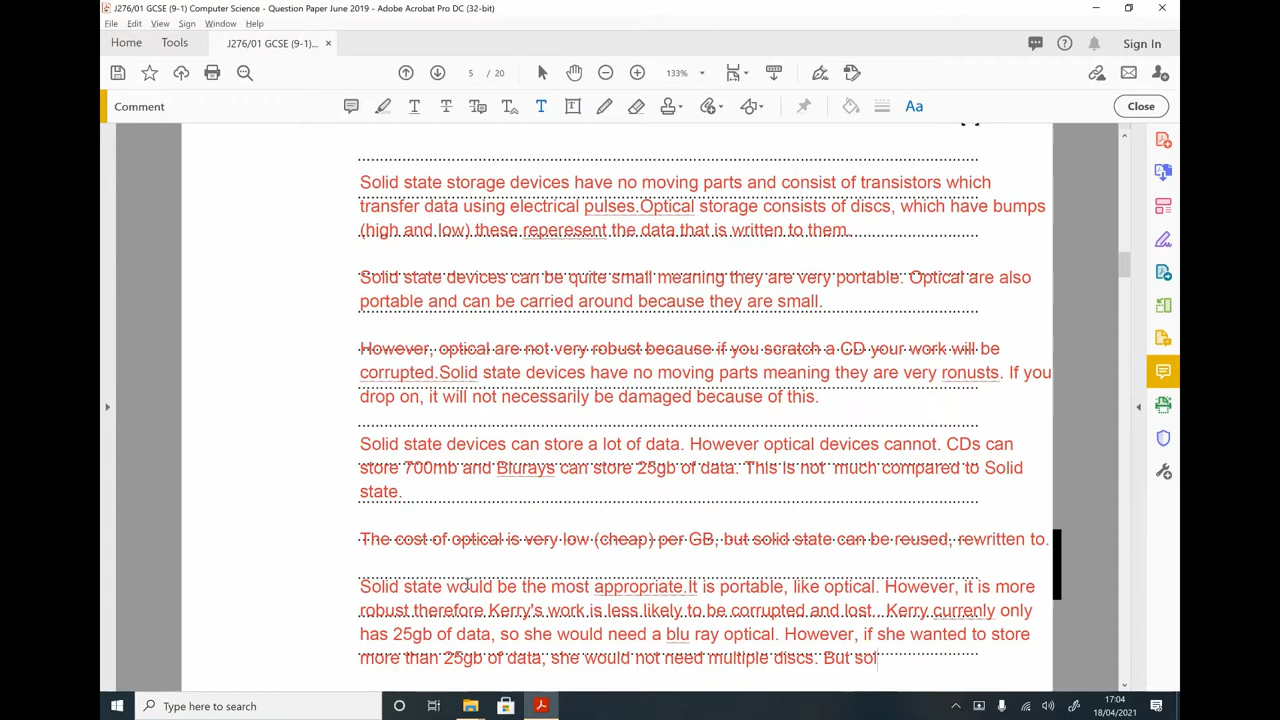 J276/01 GCSE (9-1) Computer Science - Question Paper June 2019 - Adobe Acrobat Pro DC (32-bit)
File Edit View Sign Window Help
Home Tools J276/01 GCSE (9-1)... × Sign In
5 / 20 133%
Comment Close
Solid state storage devices have no moving parts and consist of transistors which
transfer data using electrical pulses.Optical storage consists of discs, which have bumps
(high and low) these reperesent the data that is written to them.
Solid state devices can be quite small meaning they are very portable. Optical are also
portable and can be carried around because they are small.
However, optical are not very robust because if you scratch a CD your work will be
corrupted.Solid state devices have no moving parts meaning they are very ronusts. If you
drop on, it will not necessarily be damaged because of this.
Solid state devices can store a lot of data. However optical devices cannot. CDs can
store 700mb and Blurays can store 25gb of data. This is not much compared to Solid
state.
The cost of optical is very low (cheap) per GB, but solid state can be reused, rewritten to.
Solid state would be the most appropriate.It is portable, like optical. However, it is more
robust therefore Kerry's work is less likely to be corrupted and lost.. Kerry currenly only
has 25gb of data, so she would need a blu ray optical. However, if she wanted to store
more than 25gb of data, she would not need multiple discs. But sol
Type here to search 17:04
18/04/2021